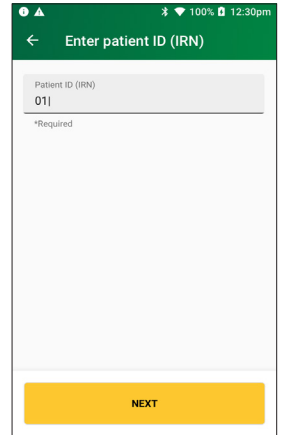 100% 12:30pm
Enter patient ID (IRN)
Patient ID (IRN)
01
*Required
NEXT